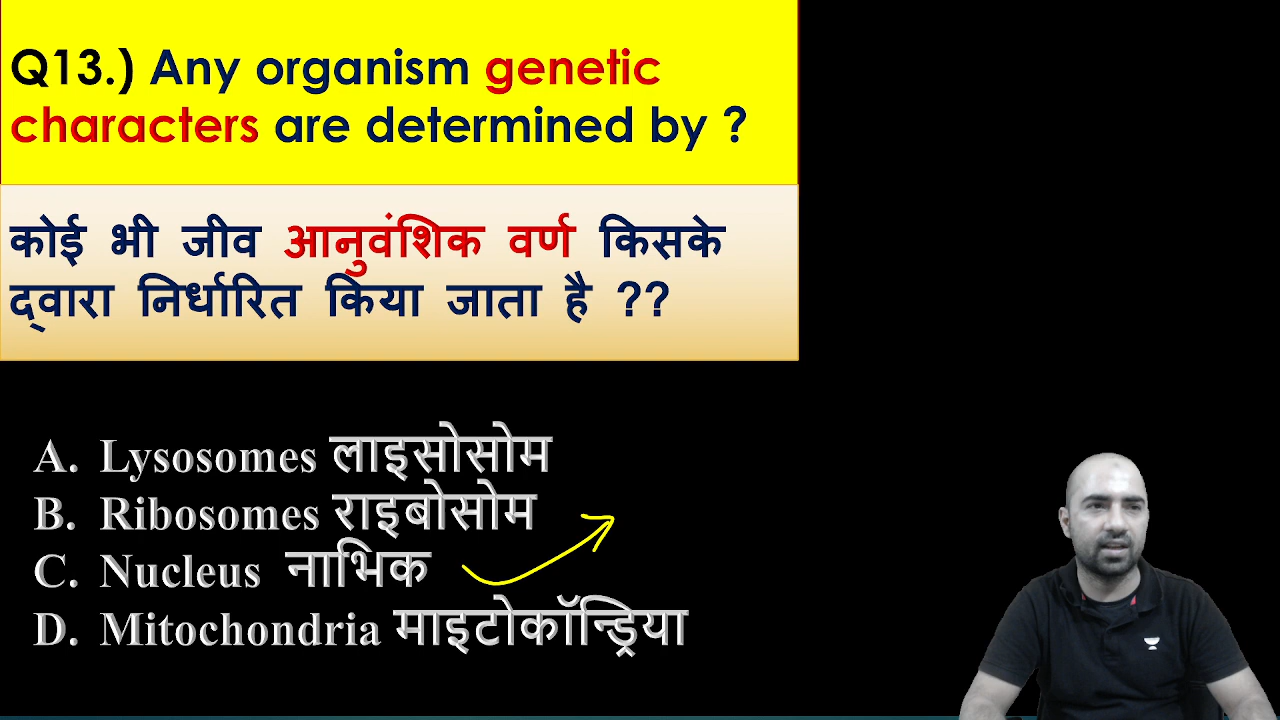 Q13.) Any organism genetic
characters are determined by ?
कोई भी जीव आनुवंशिक वर्ण किसके
द्वारा निर्धारित किया जाता है ??
A. Lysosomes लाइसोसोम
B. Ribosomes राइबोसोम
C. Nucleus नाभिक
D. Mitochondria माइटोकॉन्ड्रिया